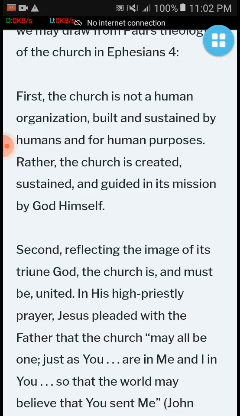 100% 11:02 PM
D:0KB/s U:0KB/s No internet connection
we may draw from Paul's theology
of the church in Ephesians 4:
First, the church is not a human
organization, built and sustained by
humans and for human purposes.
Rather, the church is created,
sustained, and guided in its mission
by God Himself.
Second, reflecting the image of its
triune God, the church is, and must
be, united. In His high-priestly
prayer, Jesus pleaded with the
Father that the church “may all be
one; just as You . . . are in Me and I in
You . . . so that the world may
believe that You sent Me” (John